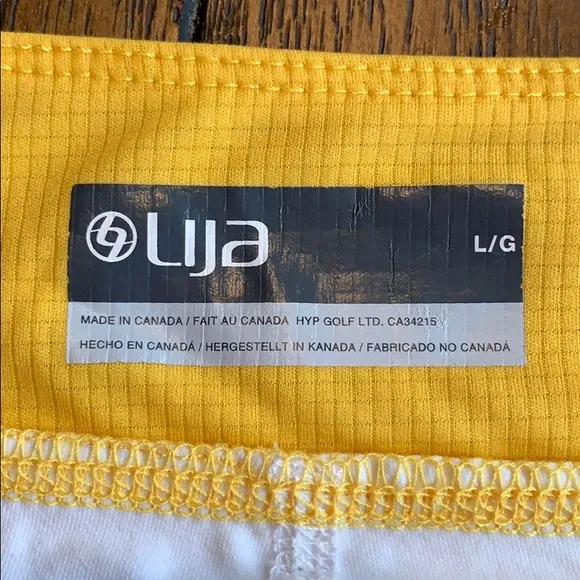 LIJA
L/G
MADE IN CANADA / FAIT AU CANADA HYP GOLF LTD. CA34215
HECHO EN CANADÁ / HERGESTELLT IN KANADA / FABRICADO NO CANADÁ